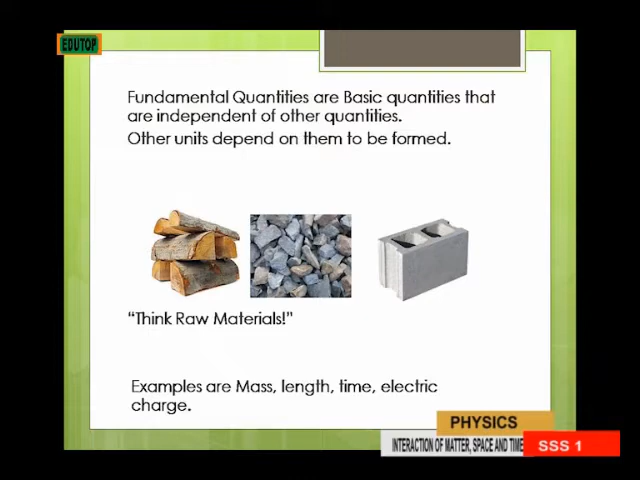 EDUTOP
Fundamental Quantities are Basic quantities that
are independent of other quantities.
Other units depend on them to be formed.
“Think Raw Materials!”
Examples are Mass, length, time, electric
charge.
PHYSICS
INTERACTION OF MATTER, SPACE AND TIME
SSS 1